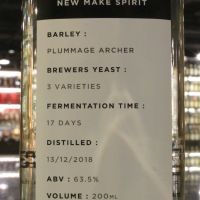 NEW MAKE SPIRIT
BARLEY :
PLUMMAGE ARCHER
BREWERS YEAST :
3 VARIETIES
FERMENTATION TIME :
17 DAYS
DISTILLED :
13/12/2018
ABV : 63.5%
VOLUME : 200ML